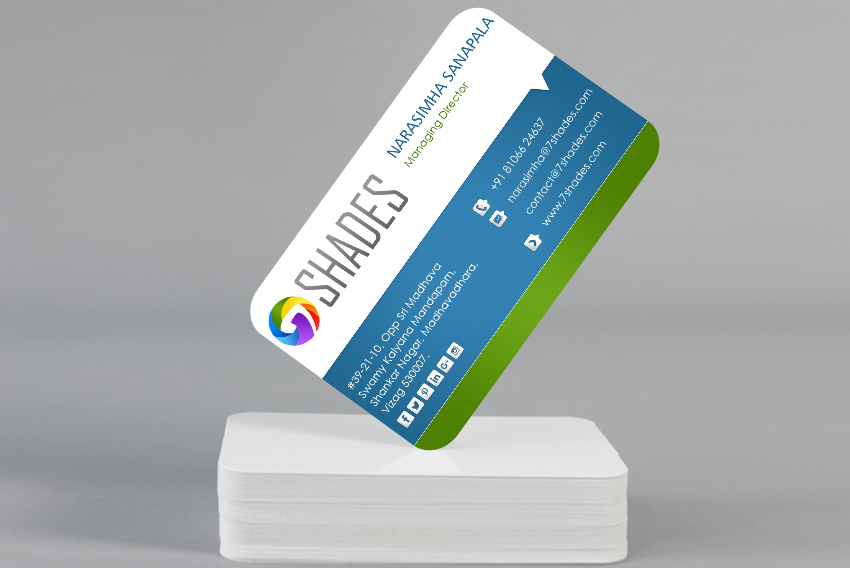 SHADES
NARASIMHA SANAPALA
Managing Director
+91 81066 24637
narasimha@7shades.com
contact@7shades.com
www.7shades.com
#39-21-10, Opp Sri Madhava
Swamy Kalyana Mandapam,
Shankar Nagar, Madhavadhara,
Vizag 530007.